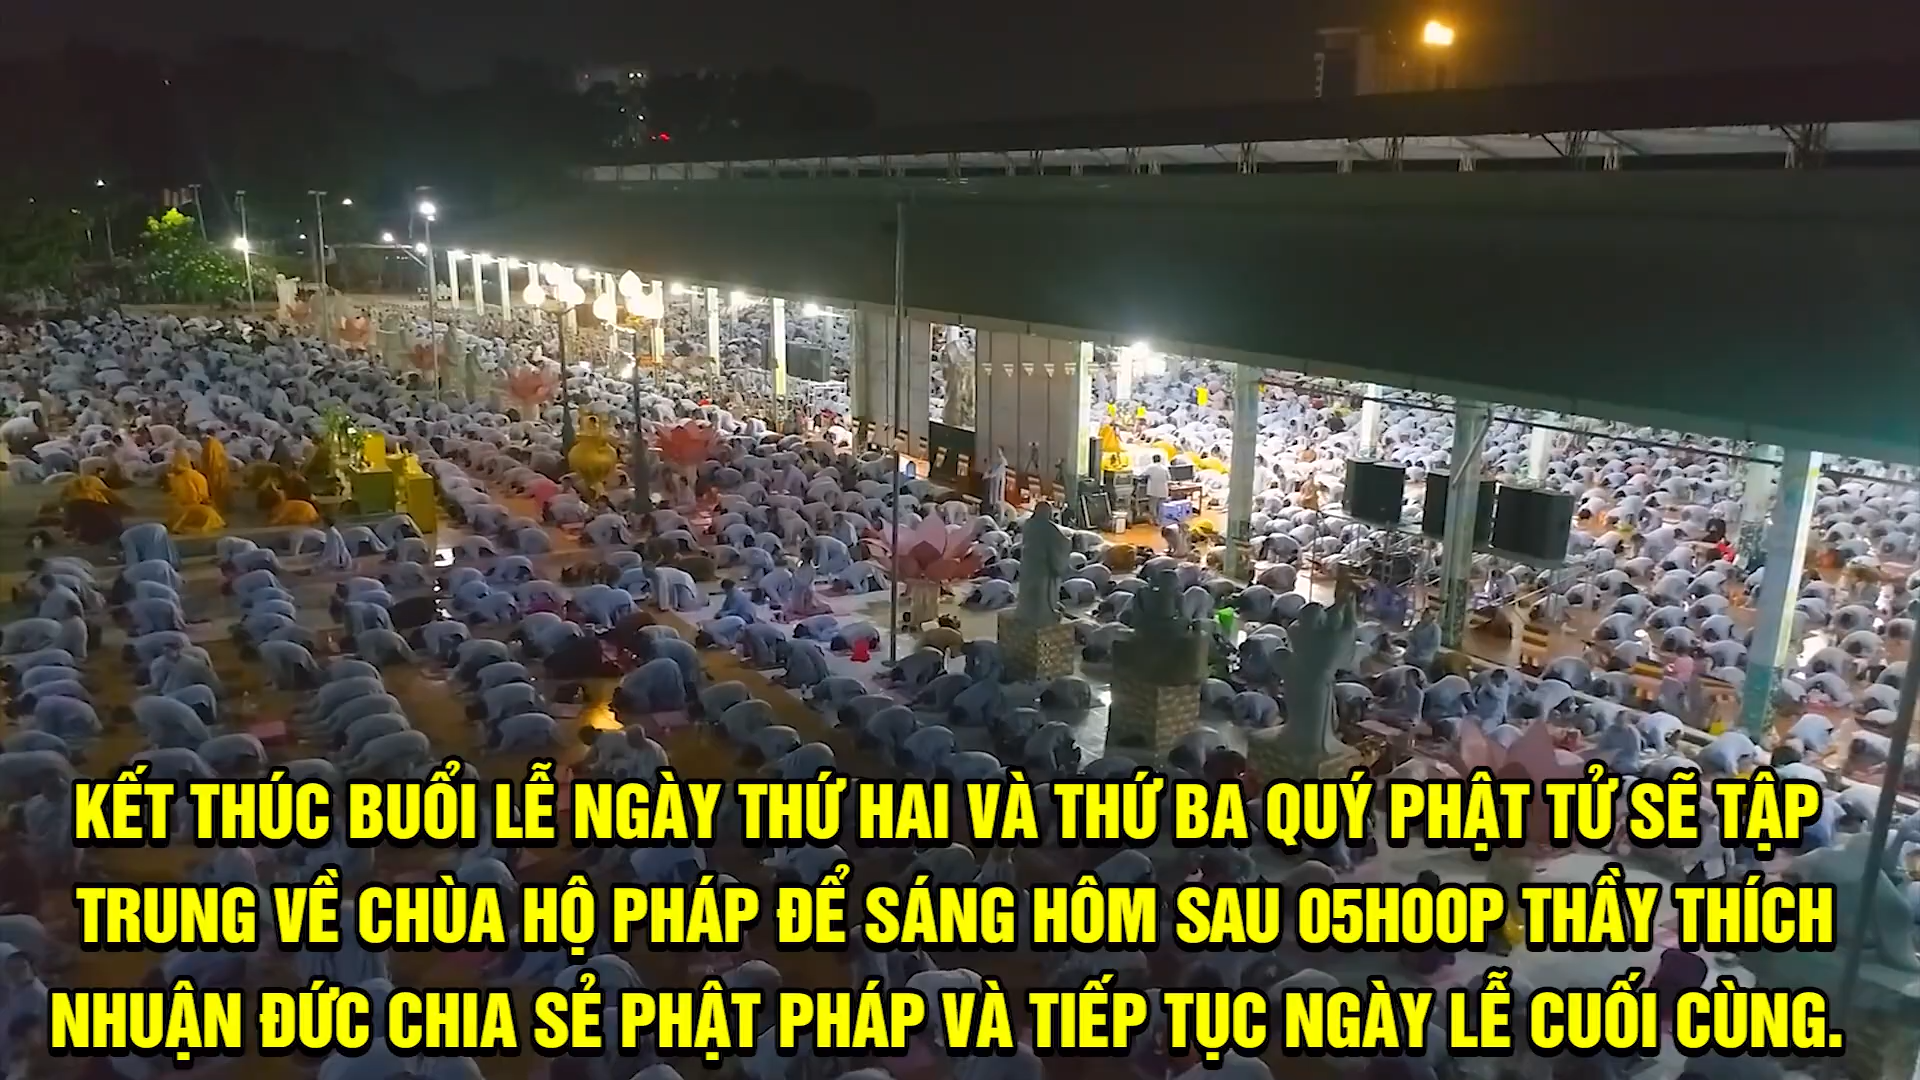 KẾT THÚC BUỔI LỄ NGÀY THỨ HAI VÀ THỨ BA QUÝ PHẬT TỬ SẼ TẬP
TRUNG VỀ CHÙA HỘ PHÁP ĐỂ SÁNG HÔM SAU 05H00P THẦY THÍCH
NHUẬN ĐỨC CHIA SẺ PHẬT PHÁP VÀ TIẾP TỤC NGÀY LỄ CUỐI CÙNG.